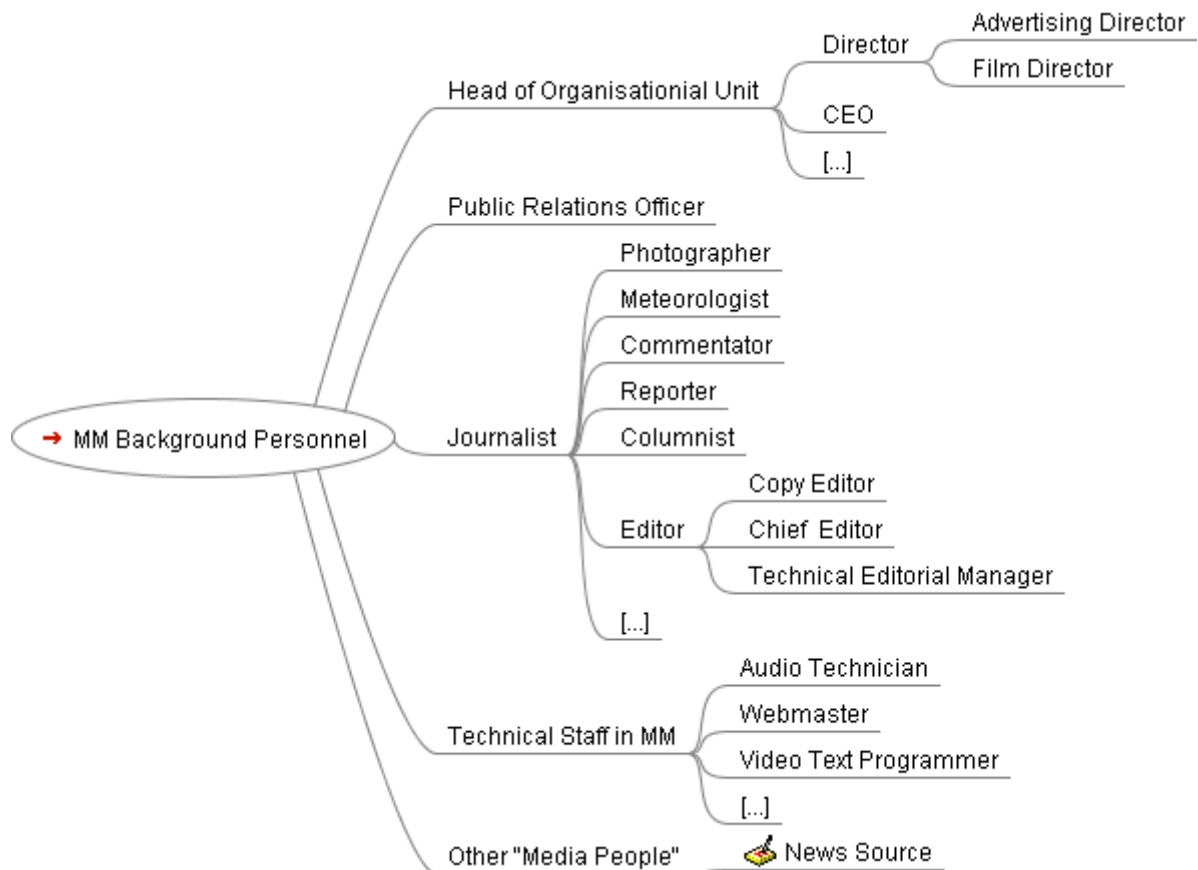 Advertising Director
Director
Film Director
Head of Organisationial Unit
CEO
[...]
Public Relations Officer
Photographer
Meteorologist
Commentator
Reporter
MM Background Personnel
Journalist
Columnist
Copy Editor
Editor
Chief  Editor
Technical Editorial Manager
[...]
Audio Technician
Webmaster
Technical Staff in MM
Video Text Programmer
[...]
Other "Media People"
News Source